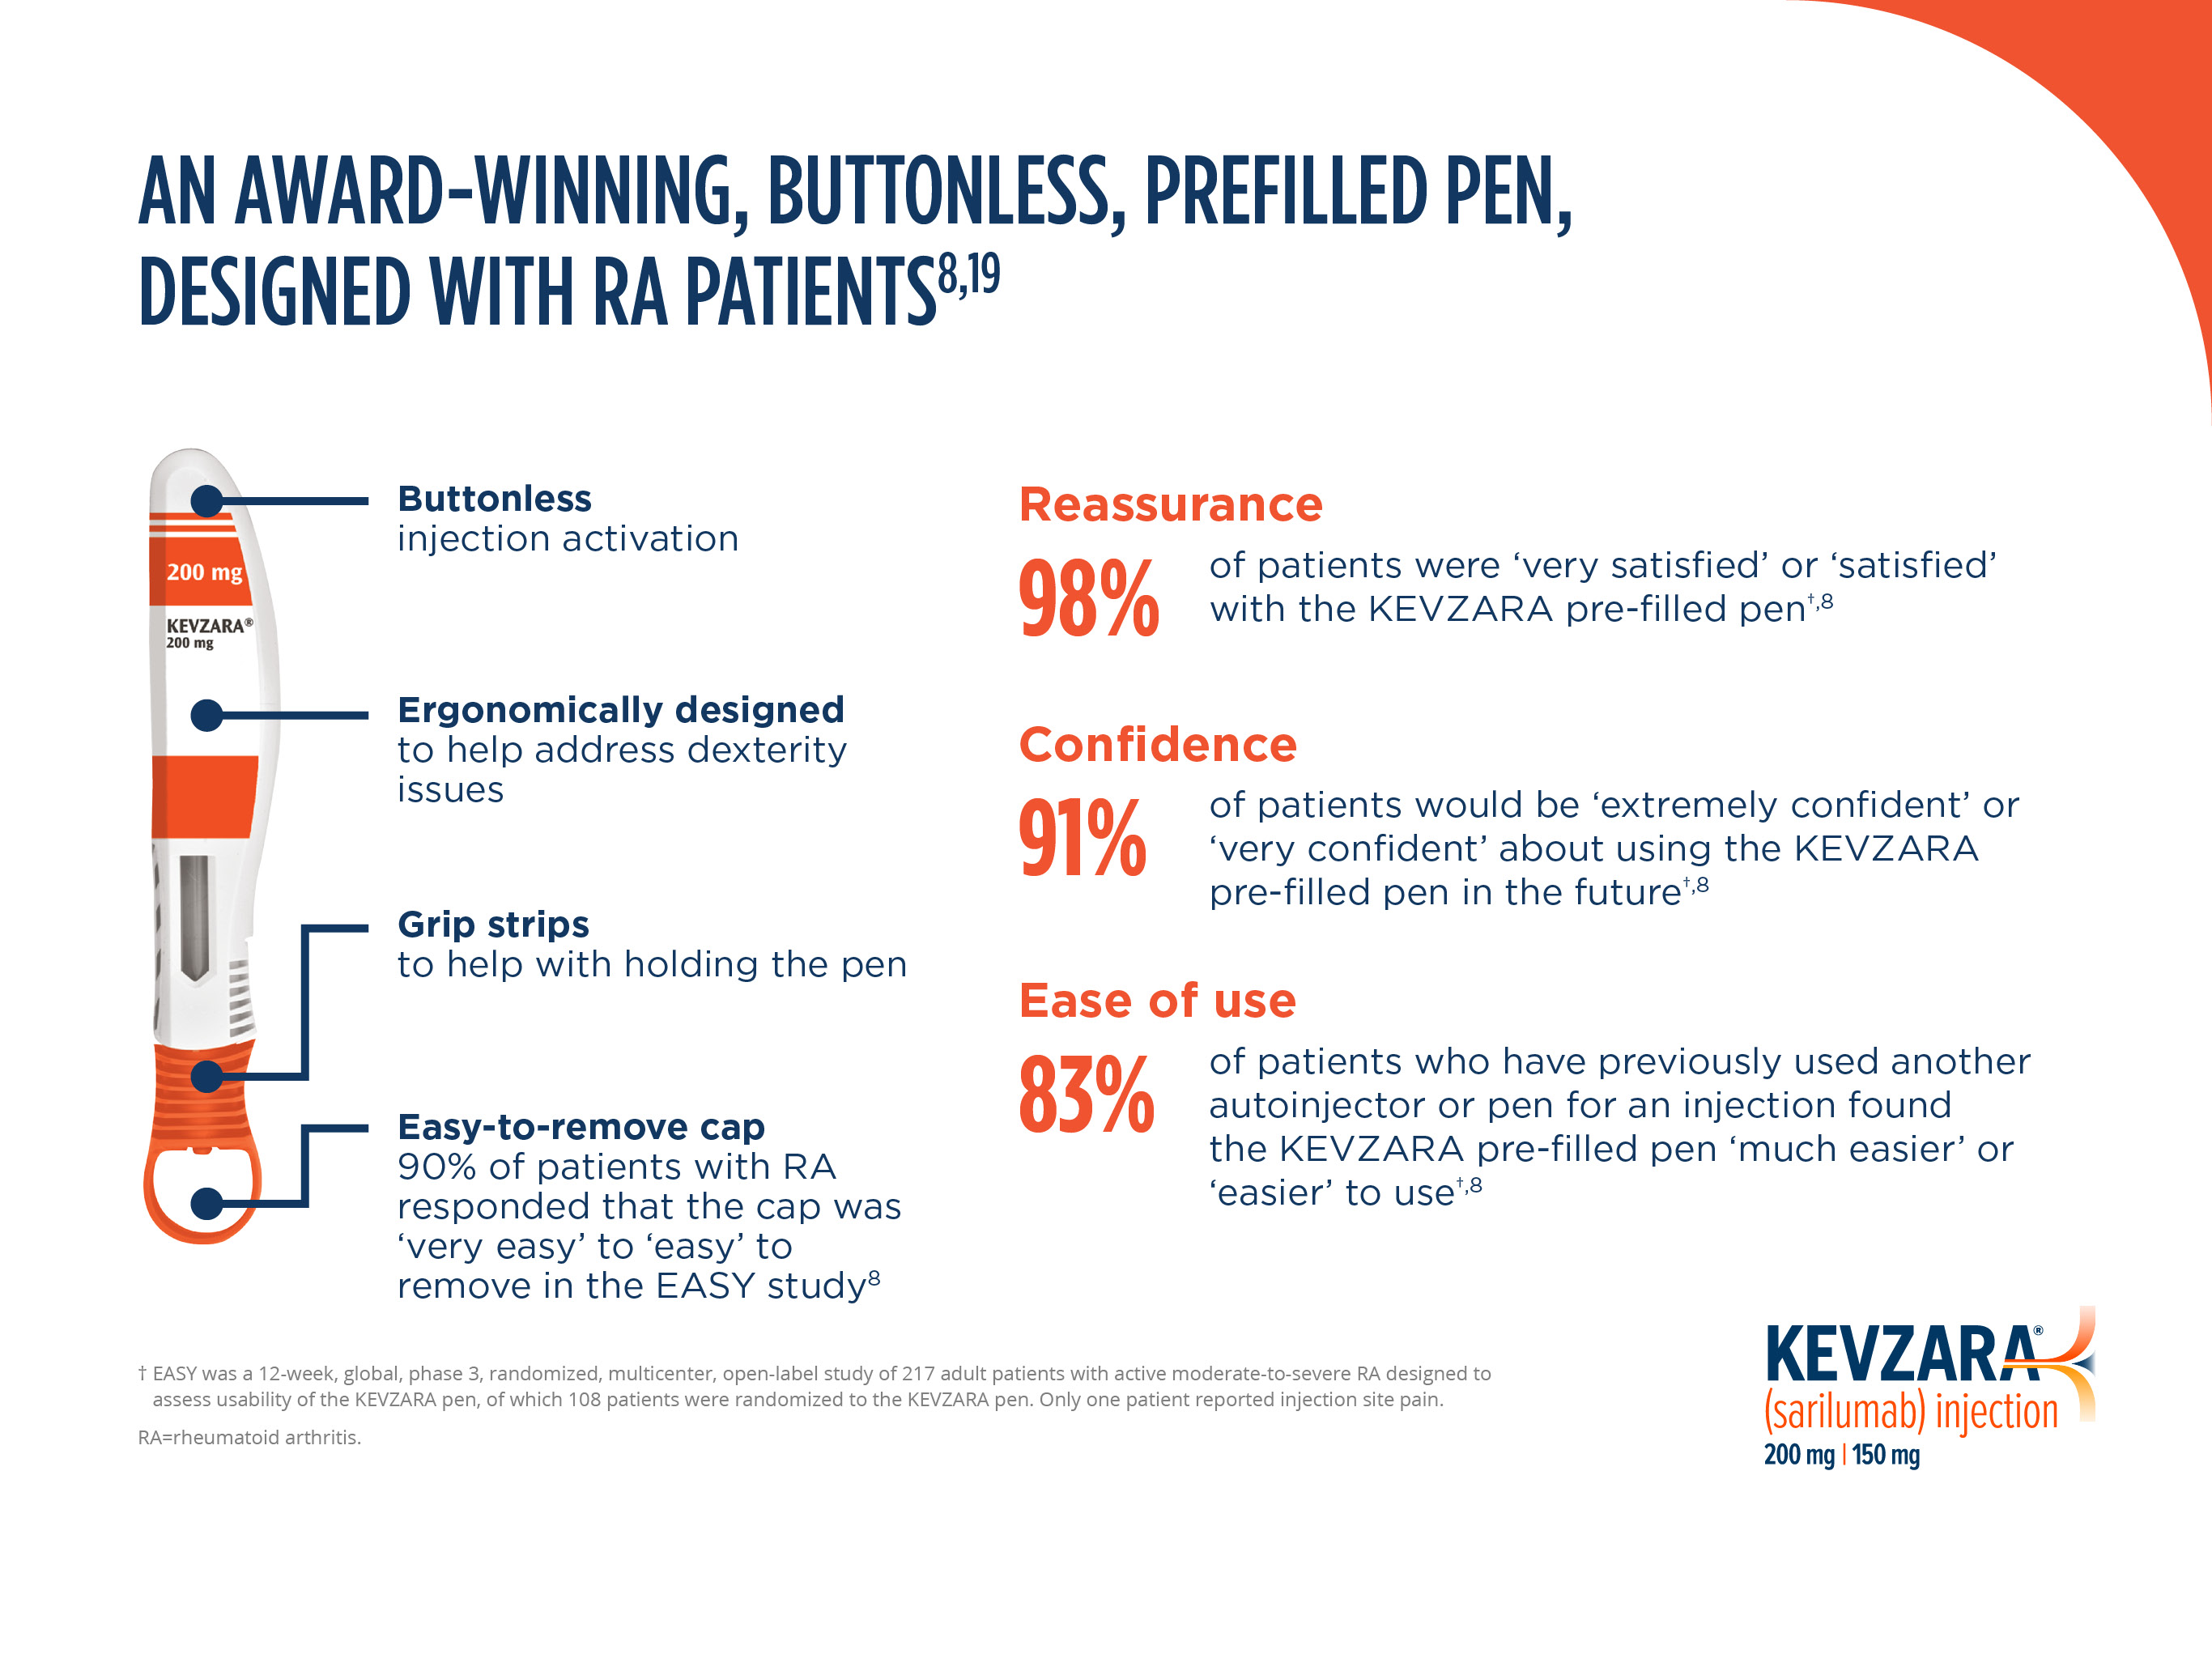 AN AWARD-WINNING, BUTTONLESS, PREFILLED PEN,
DESIGNED WITH RA PATIENTS8,19
200 mg
KEVZARA®
200 mg
Buttonless
injection activation
Ergonomically designed
to help address dexterity
issues
Grip strips
to help with holding the pen
Easy-to-remove cap
90% of patients with RA
responded that the cap was
‘very easy’ to ‘easy’ to
remove in the EASY study8
Reassurance
98%
of patients were ‘very satisfied’ or ‘satisfied’
with the KEVZARA pre-filled pen†,8
Confidence
91%
of patients would be ‘extremely confident’ or
‘very confident’ about using the KEVZARA
pre-filled pen in the future†,8
Ease of use
83%
of patients who have previously used another
autoinjector or pen for an injection found
the KEVZARA pre-filled pen ‘much easier’ or
‘easier’ to use†,8
† EASY was a 12-week, global, phase 3, randomized, multicenter, open-label study of 217 adult patients with active moderate-to-severe RA designed to
assess usability of the KEVZARA pen, of which 108 patients were randomized to the KEVZARA pen. Only one patient reported injection site pain.
RA=rheumatoid arthritis.
KEVZARA®
(sarilumab) injection
200 mg | 150 mg